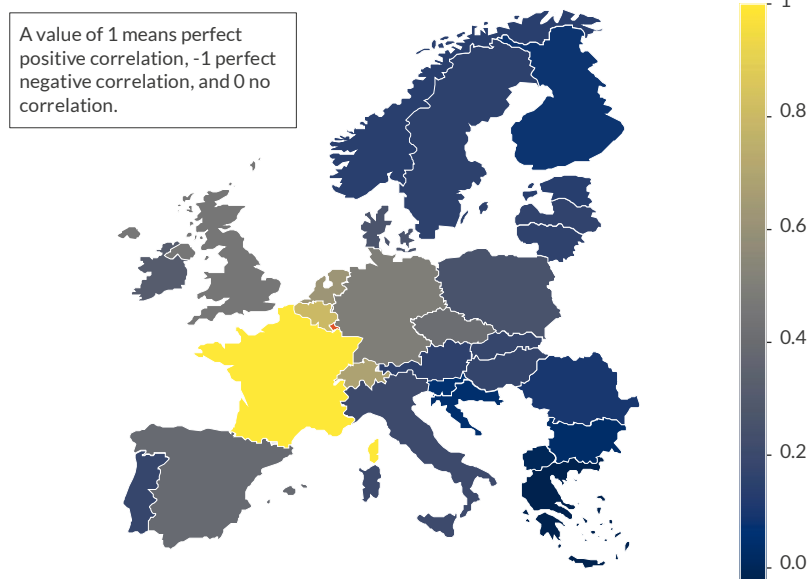 A value of 1 means perfect
positive correlation, -1 perfect
negative correlation, and 0 no
correlation.
1
0.8
0.6
0.4
0.2
0.0